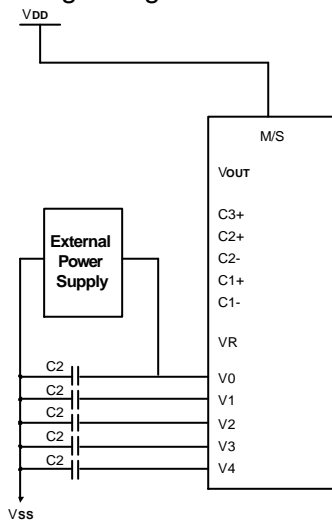 VDD
M/S
VOUT
C3+
C2+
C2-
C1+
C1-
VR
External
Power
Supply
C2
V0
C2
V1
C2
V2
C2
V3
C2
V4
VSS